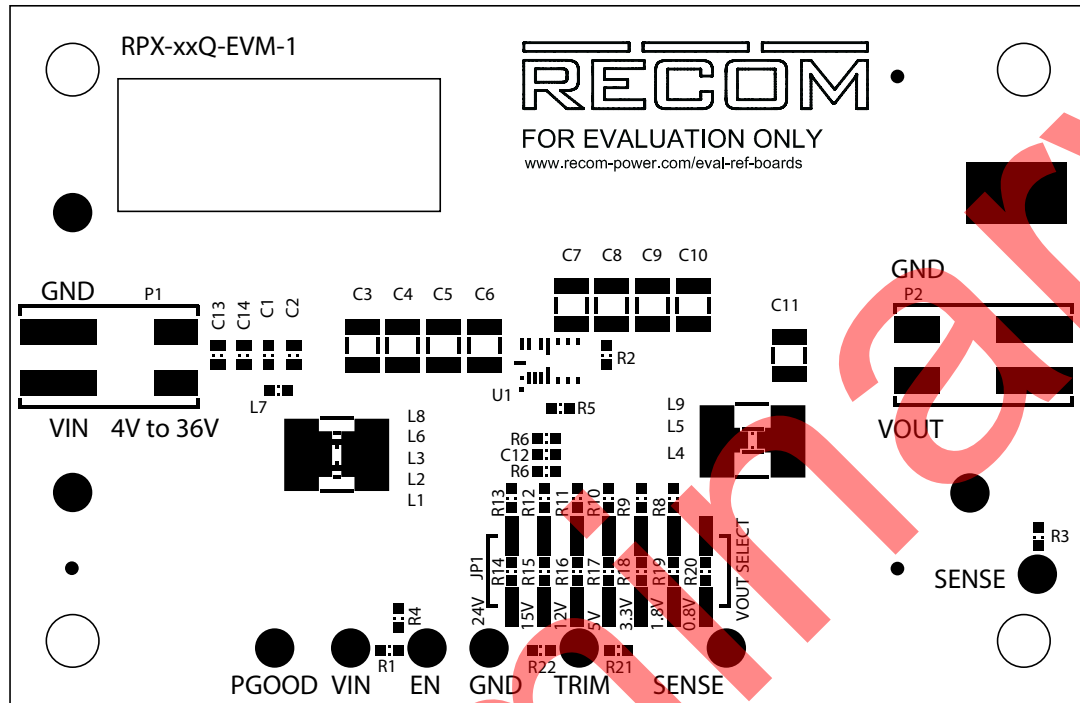 RPX-xxQ-EVM-1
RECOM
FOR EVALUATION ONLY
www.recom-power.com/eval-ref-boards
C7 C8 C9 C10
GND
GND
P1
P2
C13
C14
C1
C2
C3 C4 C5 C6
C11
R2
U1
L7
R5
VIN 4V to 36V
VOUT
L8
L6
L3
L2
L1
L9
L5
L4
R6
C12
R6
R13
R12
R11
R10
R9
R8
JP1
R14
R15
R16
R17
R18
R19
R20
VOUT SELECT
R3
SENSE
24V
15V
12V
5V
3.3V
1.8V
0.8V
R4
R1
R22
R21
PGOOD VIN EN GND TRIM SENSE
minary